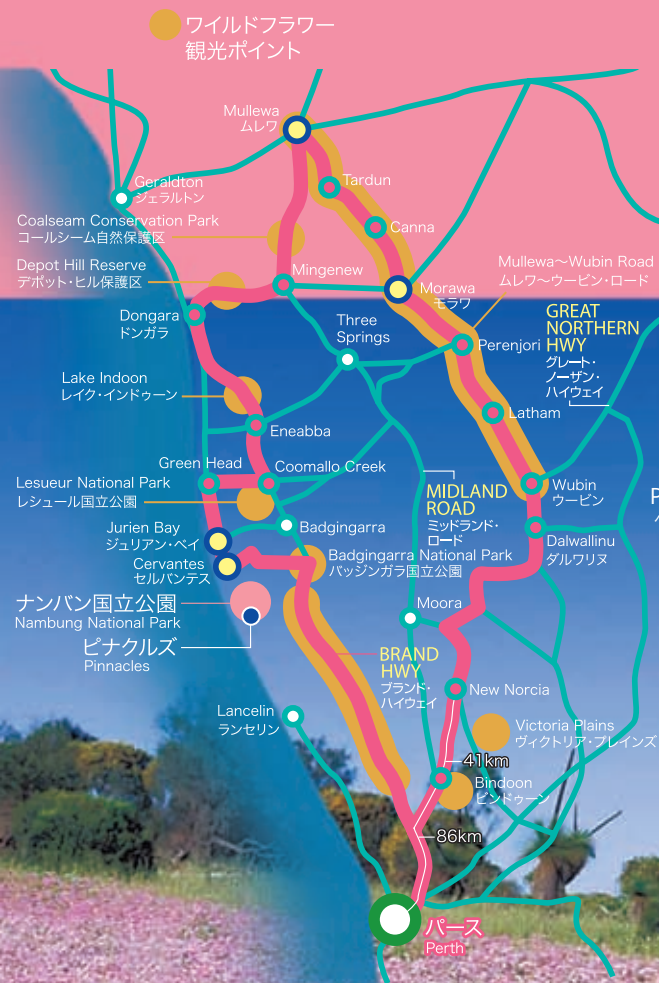 ワイルドフラワー
観光ポイント
Mullewa
ムレワ
Tardun
Geraldton
ジェラルトン
Canna
Coalseam Conservation Park
コールシーム自然保護区
Mullewa〜Wubin Road
ムレワ〜ウービン・ロード
Depot Hill Reserve
デポット・ヒル保護区
Mingenew
Morawa
モラワ
Dongara
ドンガラ
Three
Springs
GREAT
NORTHERN
HWY
グレート・
ノーザン・
ハイウェイ
Perenjori
Lake Indoon
レイク・インドゥーン
Latham
Eneabba
Green Head
Coomallo Creek
Lesueur National Park
レシュール国立公園
Wubin
ウービン
MIDLAND
ROAD
ミッドランド・
ロード
P
Jurien Bay
ジュリアン・ベイ
Badgingarra
Dalwallinu
ダルワリヌ
Cervantes
セルバンテス
Badgingarra National Park
バッジンガラ国立公園
ナンバン国立公園
Nambung National Park
Moora
ピナクルズ
Pinnacles
BRAND
HWY
ブランド・
ハイウェイ
New Norcia
Lancelin
ランセリン
Victoria Plains
ヴィクトリア・プレインズ
41km
Bindoon
ビンドゥーン
86km
パース
Perth